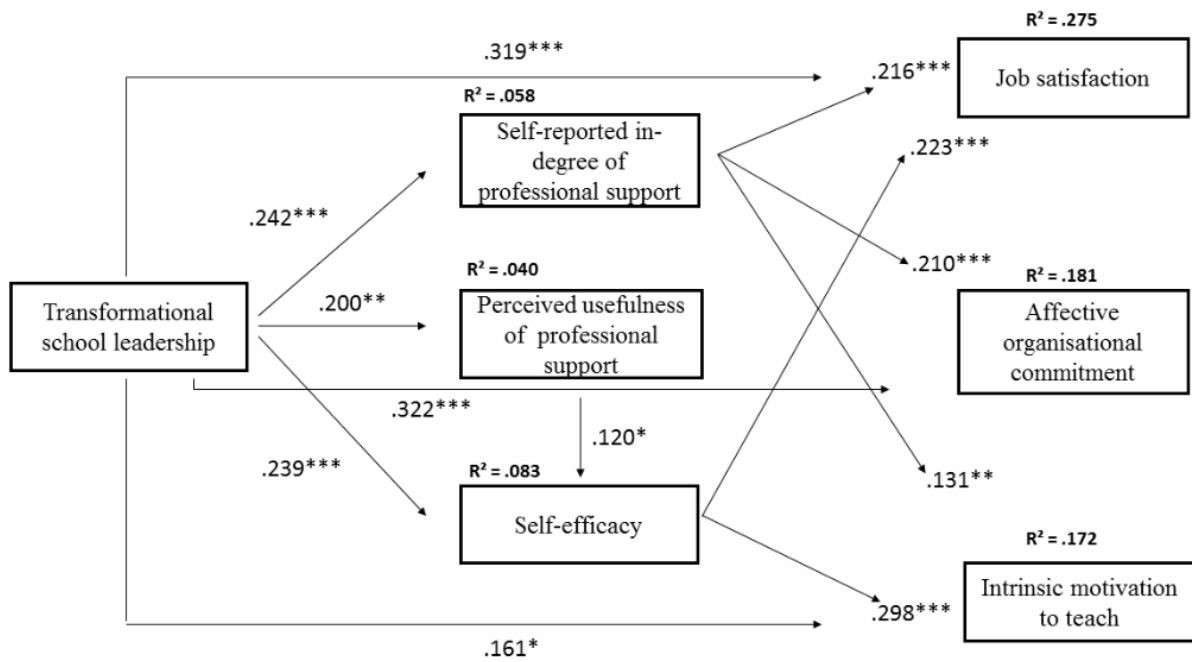 R² = .275
.319***
.216***
Job satisfaction
R² = .058
Self-reported in-
degree of
professional support
.223***
.242***
.210***
R² = .040
R² = .181
Transformational
school leadership
.200**
Perceived usefulness
of professional
support
Affective
organisational
commitment
.322***
.120*
.239***
R² = .083
.131**
Self-efficacy
R² = .172
.298***
Intrinsic motivation
to teach
.161*